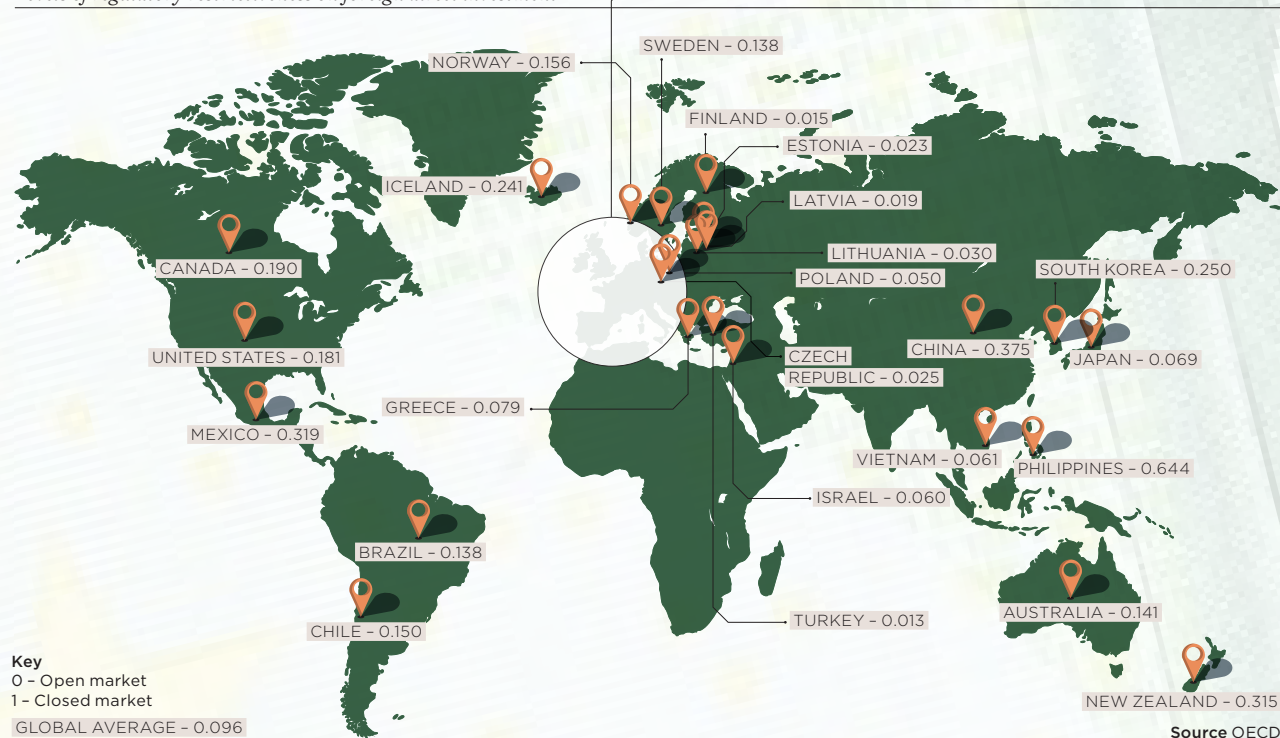 SWEDEN – 0.138
NORWAY – 0.156
FINLAND – 0.015
ESTONIA – 0.023
ICELAND – 0.241
LATVIA – 0.019
LITHUANIA – 0.030
CANADA – 0.190
SOUTH KOREA – 0.250
POLAND – 0.050
UNITED STATES – 0.181
CHINA – 0.375
JAPAN – 0.069
CZECH
REPUBLIC – 0.025
GREECE – 0.079
MEXICO – 0.319
VIETNAM – 0.061
PHILIPPINES – 0.644
ISRAEL – 0.060
BRAZIL – 0.138
AUSTRALIA – 0.141
TURKEY – 0.013
CHILE – 0.150
Key
0 – Open market
1 – Closed market
NEW ZEALAND – 0.315
GLOBAL AVERAGE – 0.096
Source OECD